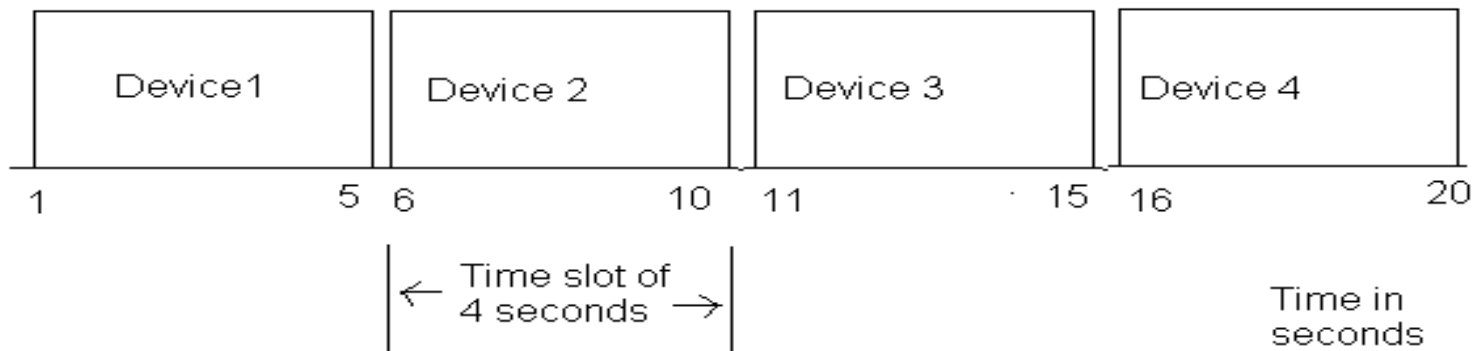 Device1
Device 2
Device 3
Device 4
1
5
6
10
11
15
16
20
Time slot of
4 seconds
Time in
seconds